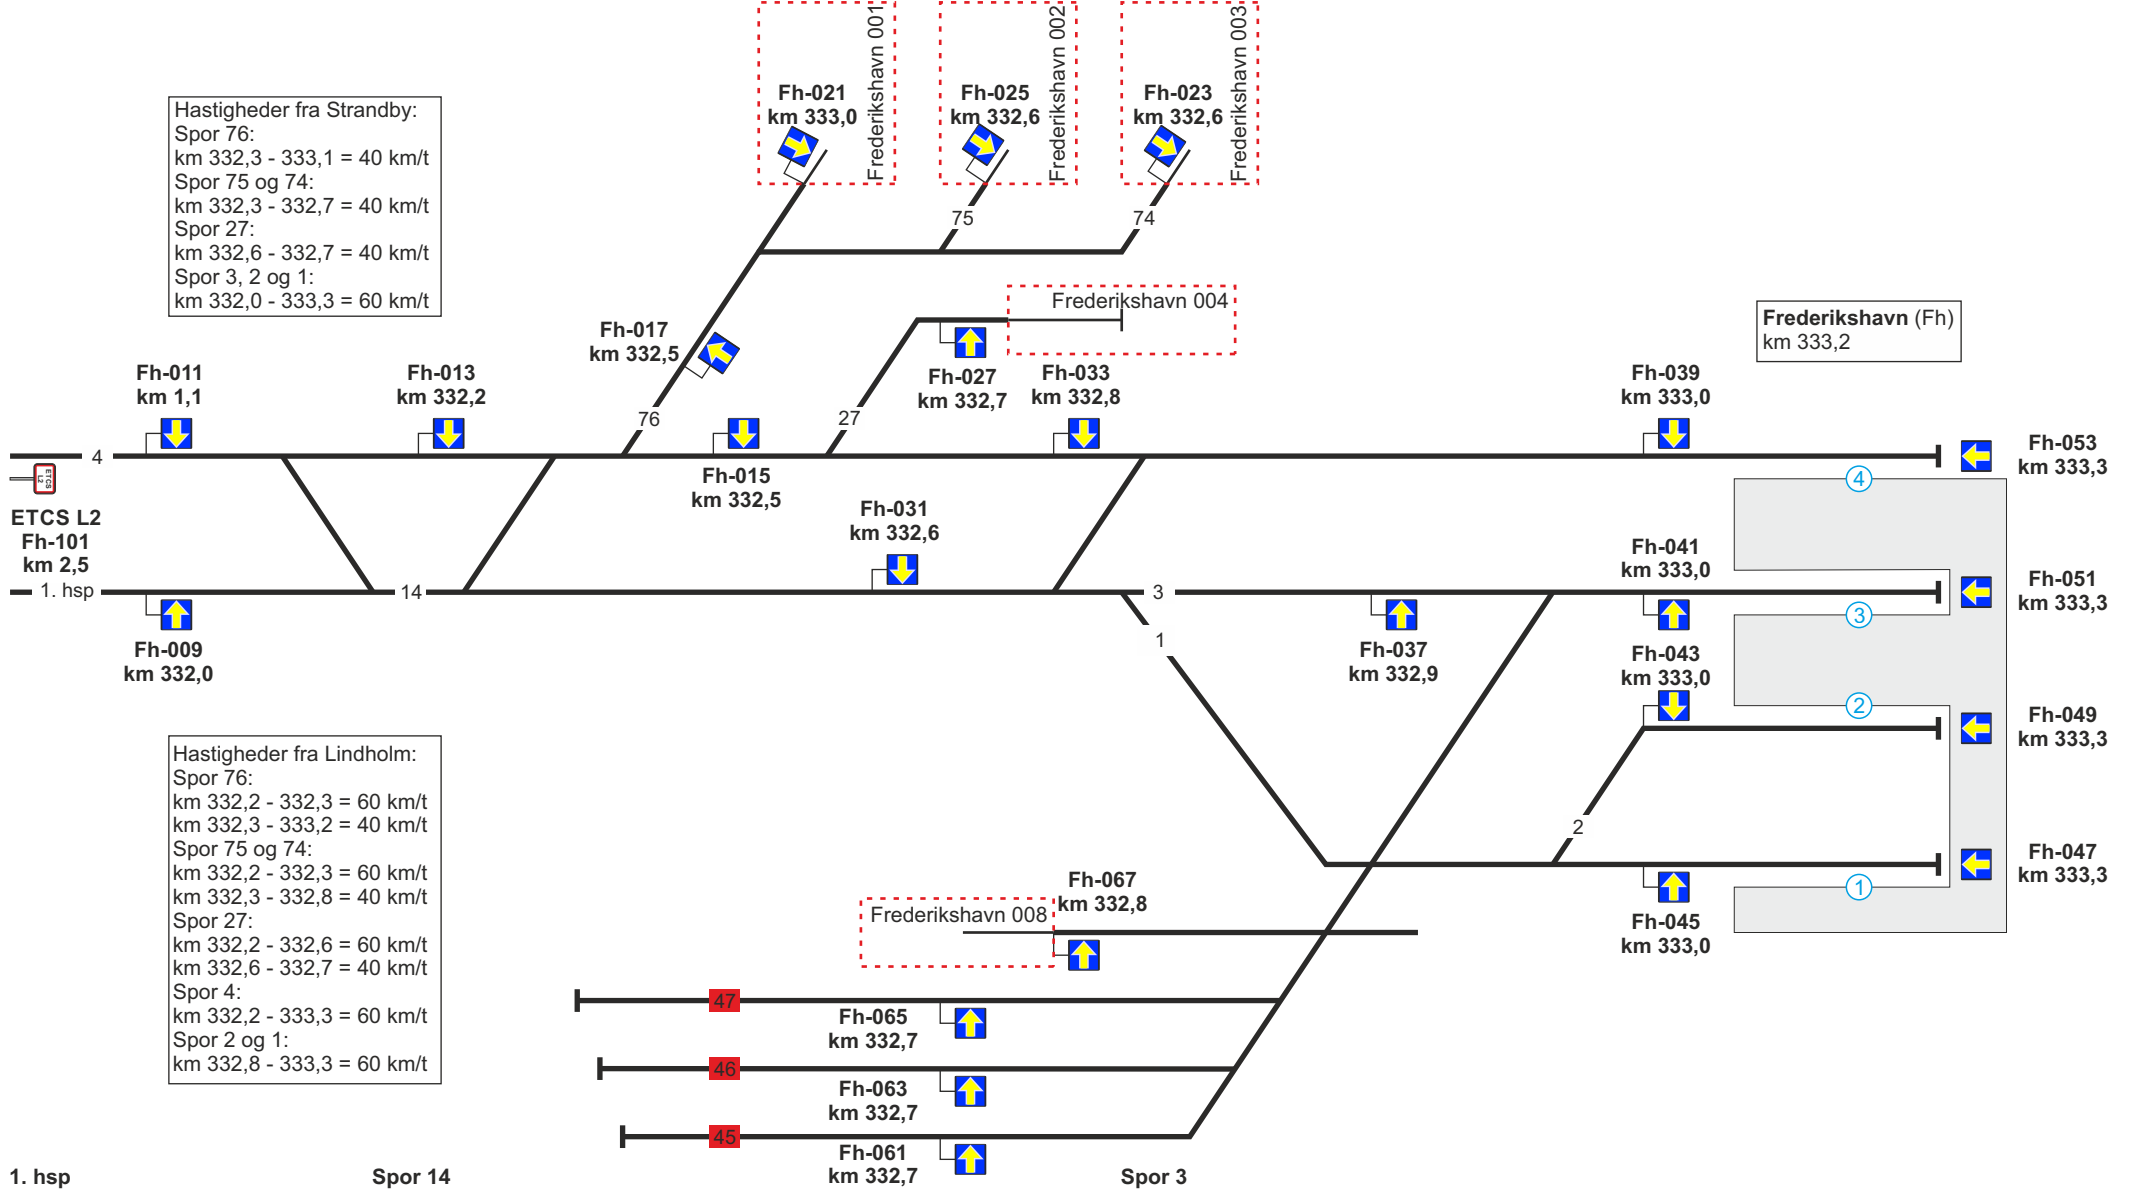 Frederikshavn 001
Frederikshavn 002
Frederikshavn 003
Fh-021
km 333,0
Fh-025
km 332,6
Fh-023
km 332,6
Hastigheder fra Strandby:
Spor 76:
km 332,3 - 333,1 = 40 km/t
Spor 75 og 74:
km 332,3 - 332,7 = 40 km/t
Spor 27:
km 332,6 - 332,7 = 40 km/t
Spor 3, 2 og 1:
km 332,0 - 333,3 = 60 km/t
75
74
Frederikshavn 004
Frederikshavn (Fh)
km 333,2
Fh-017
km 332,5
Fh-011
km 1,1
Fh-013
km 332,2
Fh-027
km 332,7
Fh-033
km 332,8
Fh-039
km 333,0
76
27
4
Fh-053
km 333,3
ETCS
L2
Fh-015
km 332,5
4
ETCS L2
Fh-101
km 2,5
Fh-031
km 332,6
Fh-041
km 333,0
Fh-051
km 333,3
1. hsp
14
3
3
1
Fh-009
km 332,0
Fh-037
km 332,9
Fh-043
km 333,0
2
Fh-049
km 333,3
Hastigheder fra Lindholm:
Spor 76:
km 332,2 - 332,3 = 60 km/t
km 332,3 - 333,2 = 40 km/t
Spor 75 og 74:
km 332,2 - 332,3 = 60 km/t
km 332,3 - 332,8 = 40 km/t
Spor 27:
km 332,2 - 332,6 = 60 km/t
km 332,6 - 332,7 = 40 km/t
Spor 4:
km 332,2 - 333,3 = 60 km/t
Spor 2 og 1:
km 332,8 - 333,3 = 60 km/t
2
Fh-047
km 333,3
1
Fh-067
km 332,8
Frederikshavn 008
Fh-045
km 333,0
47
Fh-065
km 332,7
46
Fh-063
km 332,7
45
Fh-061
km 332,7
1. hsp
Spor 14
Spor 3